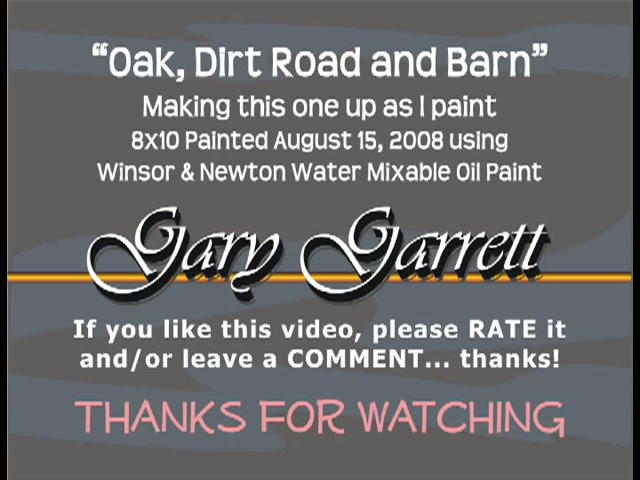 “Oak, Dirt Road and Barn”
Making this one up as I paint
8x10 Painted August 15, 2008 using
Winsor & Newton Water Mixable Oil Paint
Gary Garrett
If you like this video, please RATE it
and/or leave a COMMENT... thanks!
THANKS FOR WATCHING